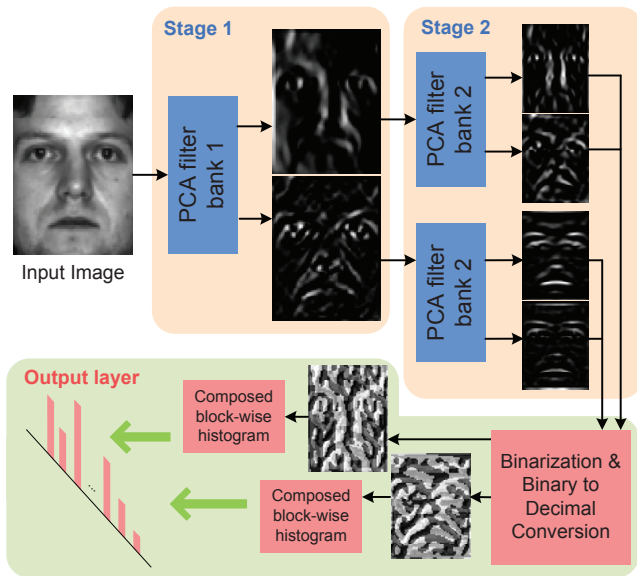 Stage 1
Stage 2
PCA filter
bank 1
PCA filter
bank 2
PCA filter
bank 2
Input Image
Output layer
Composed
block-wise
histogram
Composed
block-wise
histogram
Binarization &
Binary to
Decimal
Conversion
...